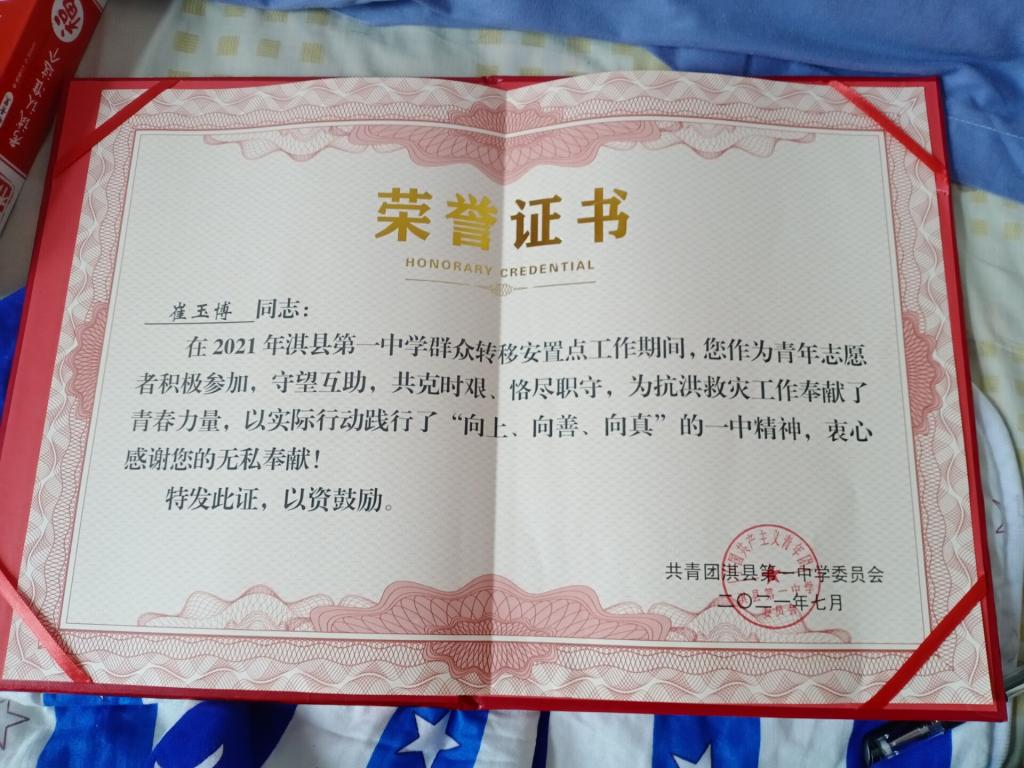 荣誉证书
HONORARY CREDENTIAL
崔玉博 同志：
在2021年淇县第一中学群众转移安置点工作期间，您作为青年志愿
者积极参加，守望互助，共克时艰、恪尽职守，为抗洪救灾工作奉献了
青春力量，以实际行动践行了“向上、向善、向真”的一中精神，衷心
感谢您的无私奉献！
特发此证，以资鼓励。
共青团淇县第一中学委员会
二〇二一年七月